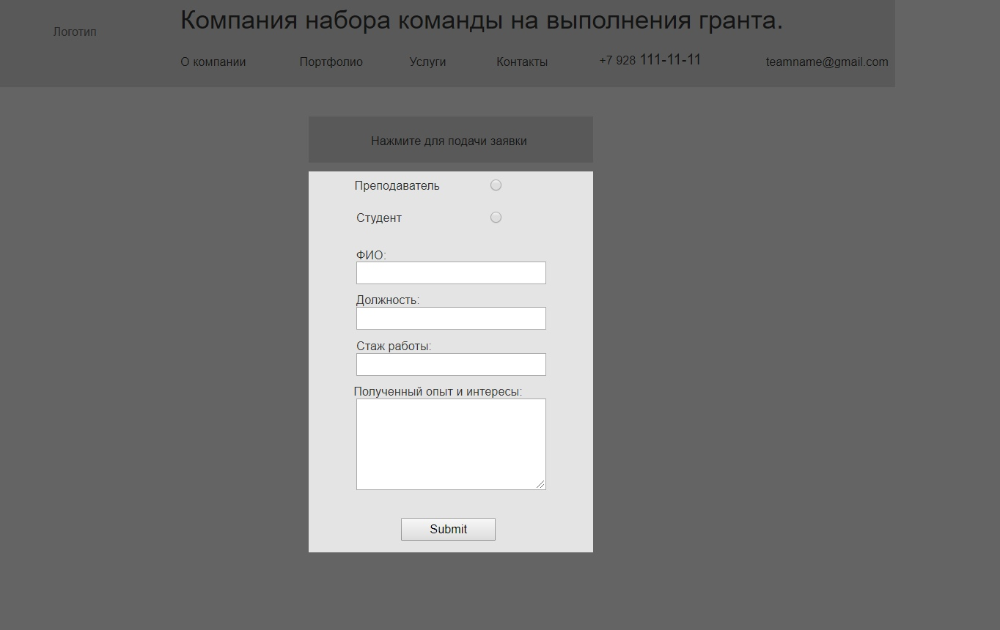 Логотип
Компания набора команды на выполнения гранта.
О компании Портфолио Услуги Контакты +7 928 111-11-11 teamname@gmail.com
Нажмите для подачи заявки
Преподаватель
Студент
ФИО:
Должность:
Стаж работы:
Полученный опыт и интересы:
Submit